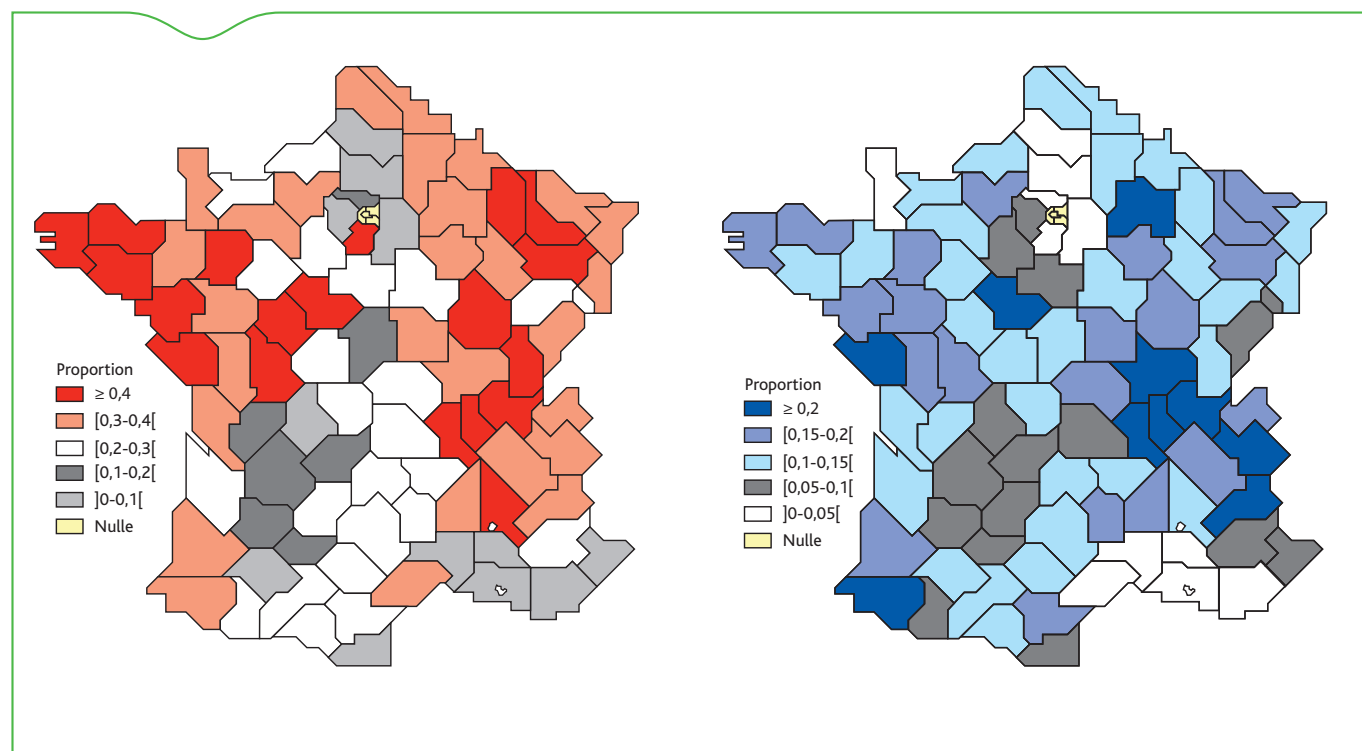 Proportion
≥ 0,4
[0,3-0,4[
[0,2-0,3[
[0,1-0,2[
]0-0,1[
Nulle
Proportion
≥ 0,2
[0,15-0,2[
[0,1-0,15[
[0,05-0,1[
]0-0,05[
Nulle